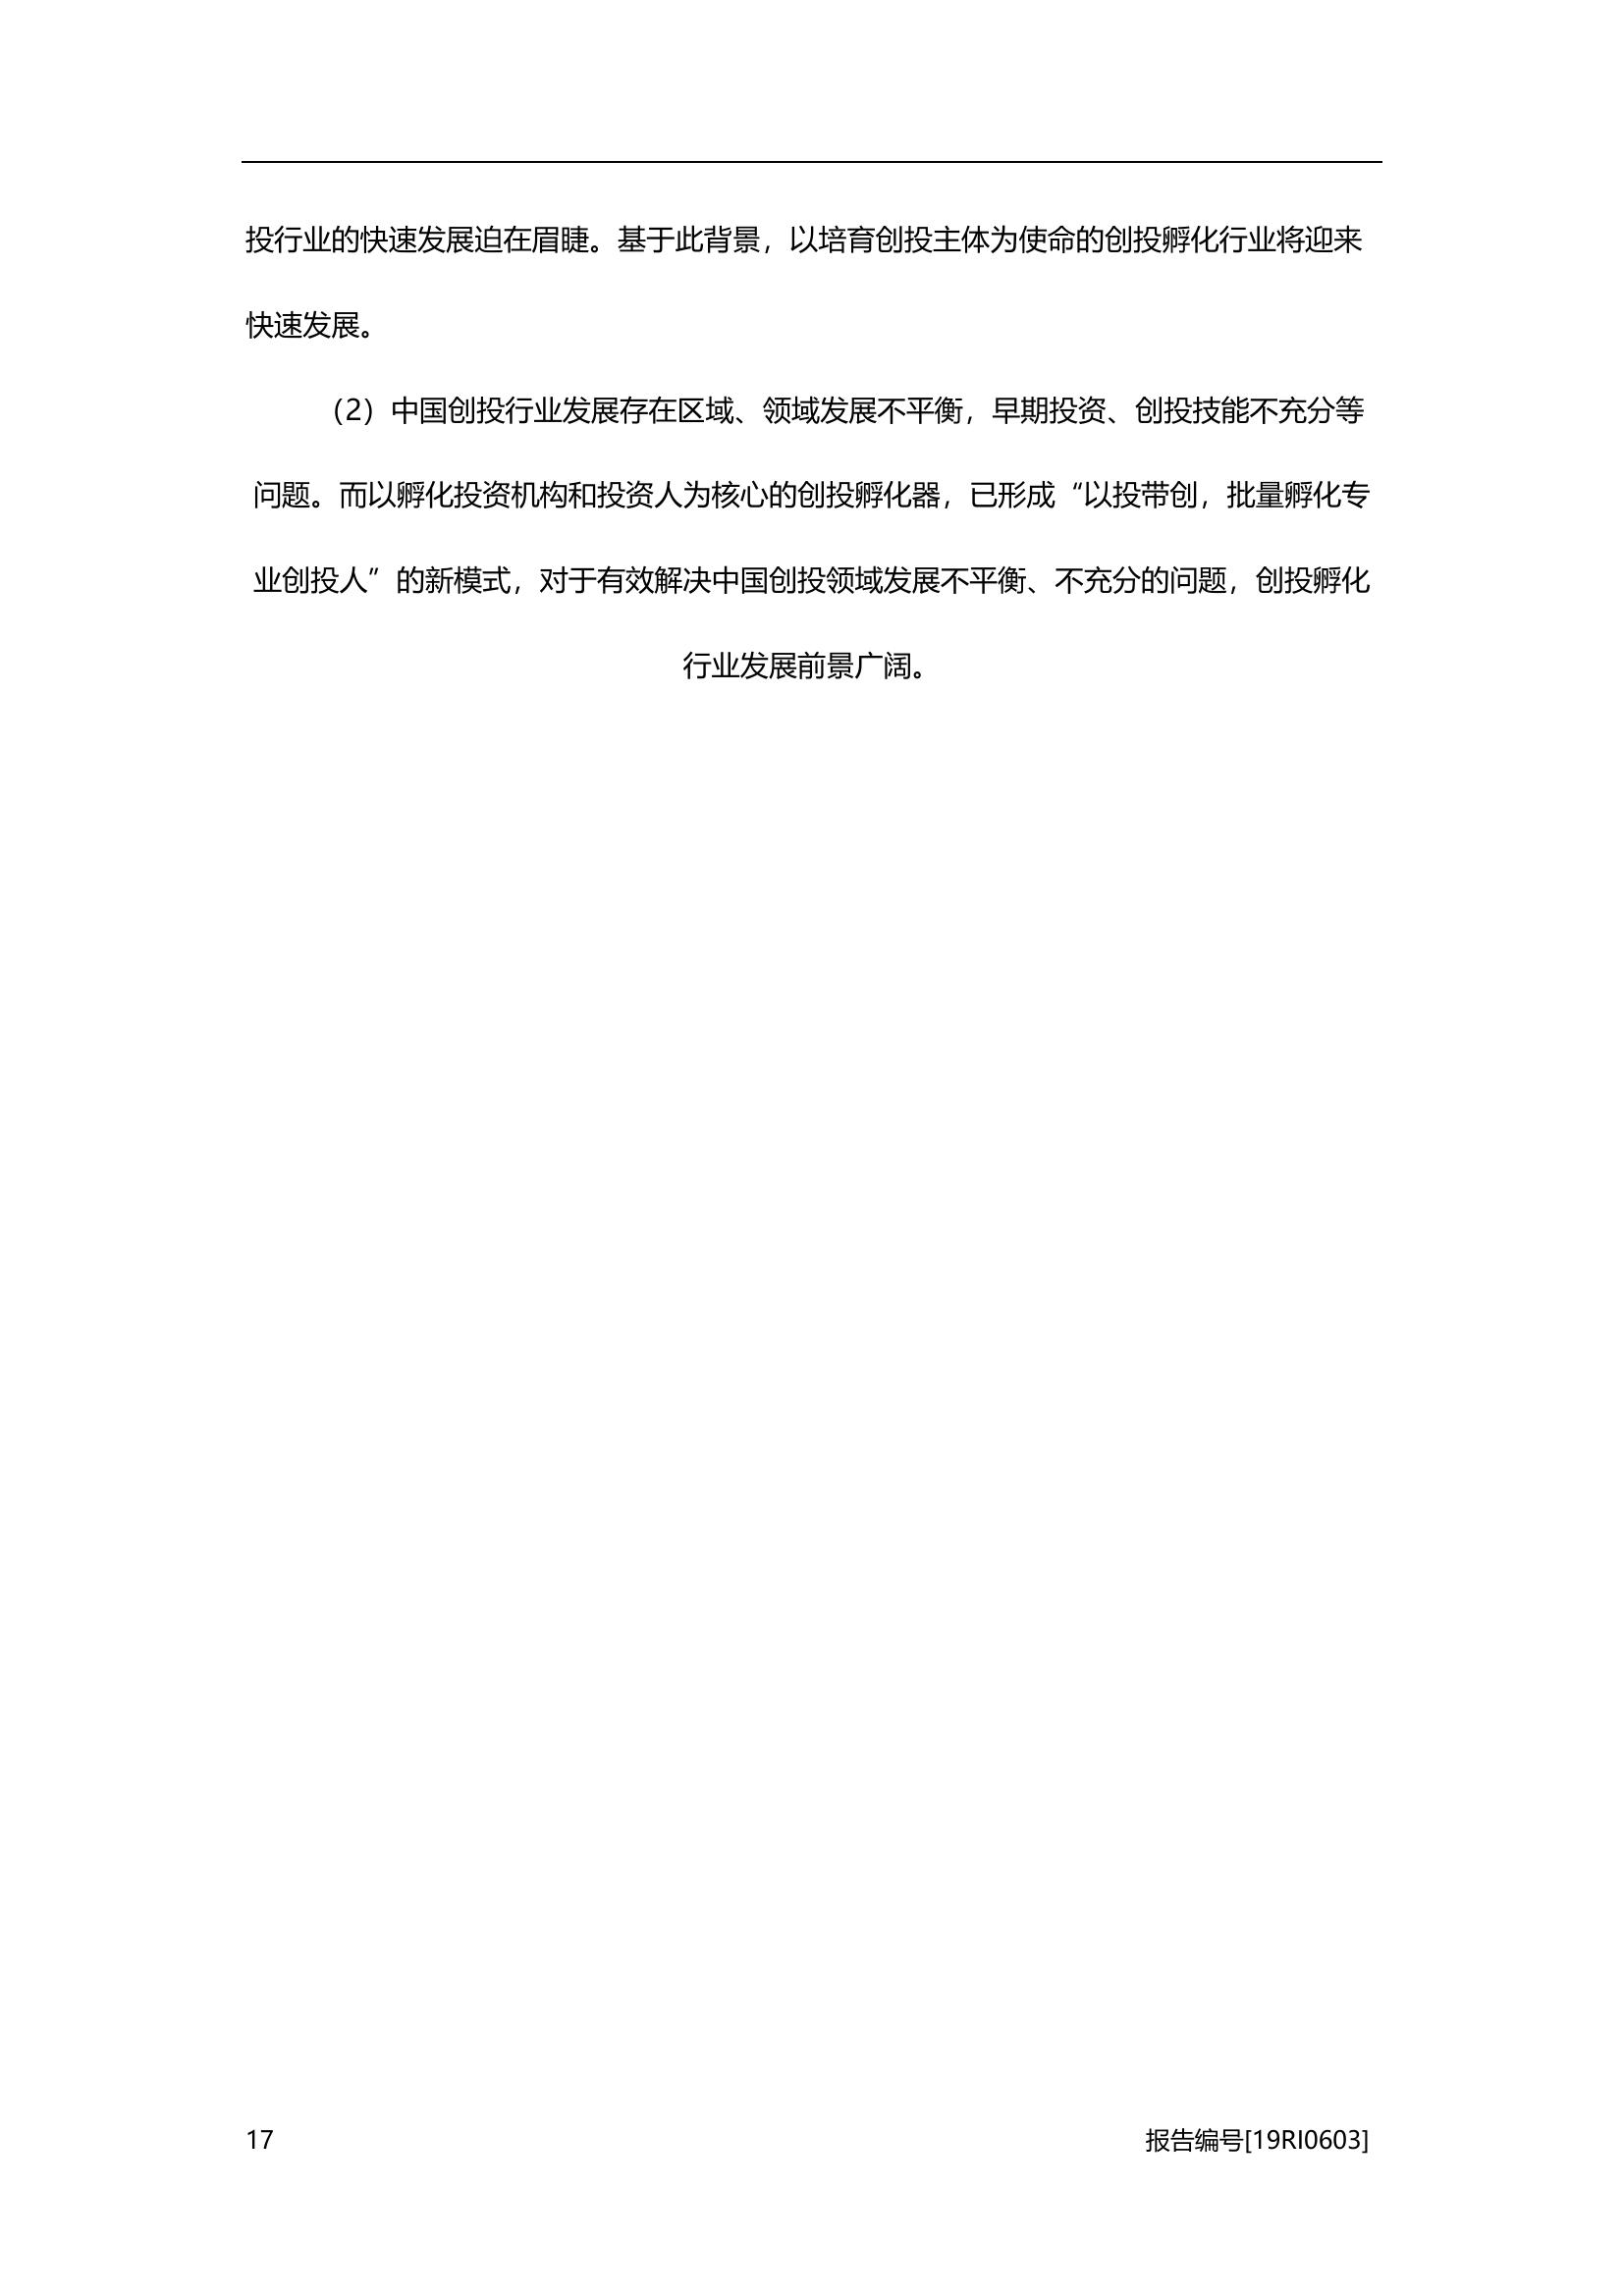 投行业的快速发展迫在眉睫。基于此背景，以培育创投主体为使命的创投孵化行业将迎来
快速发展。
（2）中国创投行业发展存在区域、领域发展不平衡，早期投资、创投技能不充分等
问题。而以孵化投资机构和投资人为核心的创投孵化器，已形成“以投带创，批量孵化专
业创投人”的新模式，对于有效解决中国创投领域发展不平衡、不充分的问题，创投孵化
行业发展前景广阔。
17 报告编号[19RI0603]